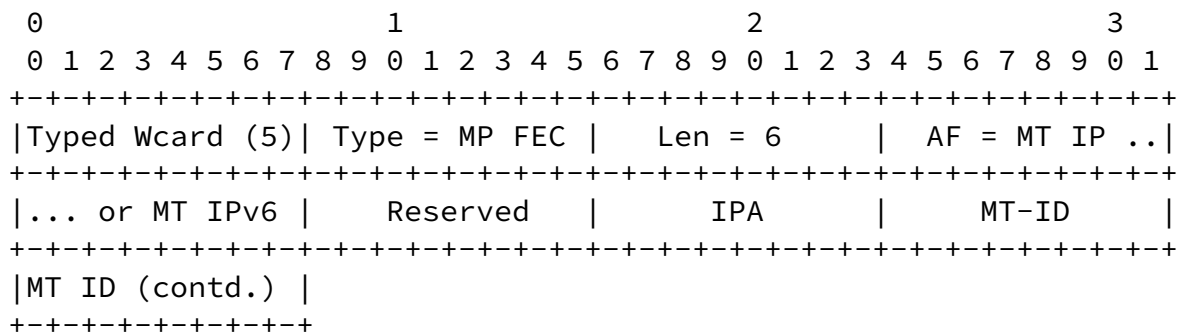 0                   1                   2                   3
 0 1 2 3 4 5 6 7 8 9 0 1 2 3 4 5 6 7 8 9 0 1 2 3 4 5 6 7 8 9 0 1
+-+-+-+-+-+-+-+-+-+-+-+-+-+-+-+-+-+-+-+-+-+-+-+-+-+-+-+-+-+-+-+-+
|Typed Wcard (5)| Type = MP FEC |   Len = 6     |  AF = MT IP ..|
+-+-+-+-+-+-+-+-+-+-+-+-+-+-+-+-+-+-+-+-+-+-+-+-+-+-+-+-+-+-+-+-+
|... or MT IPv6 |    Reserved   |      IPA      |     MT-ID     |
+-+-+-+-+-+-+-+-+-+-+-+-+-+-+-+-+-+-+-+-+-+-+-+-+-+-+-+-+-+-+-+-+
|MT ID (contd.) |
+-+-+-+-+-+-+-+-+